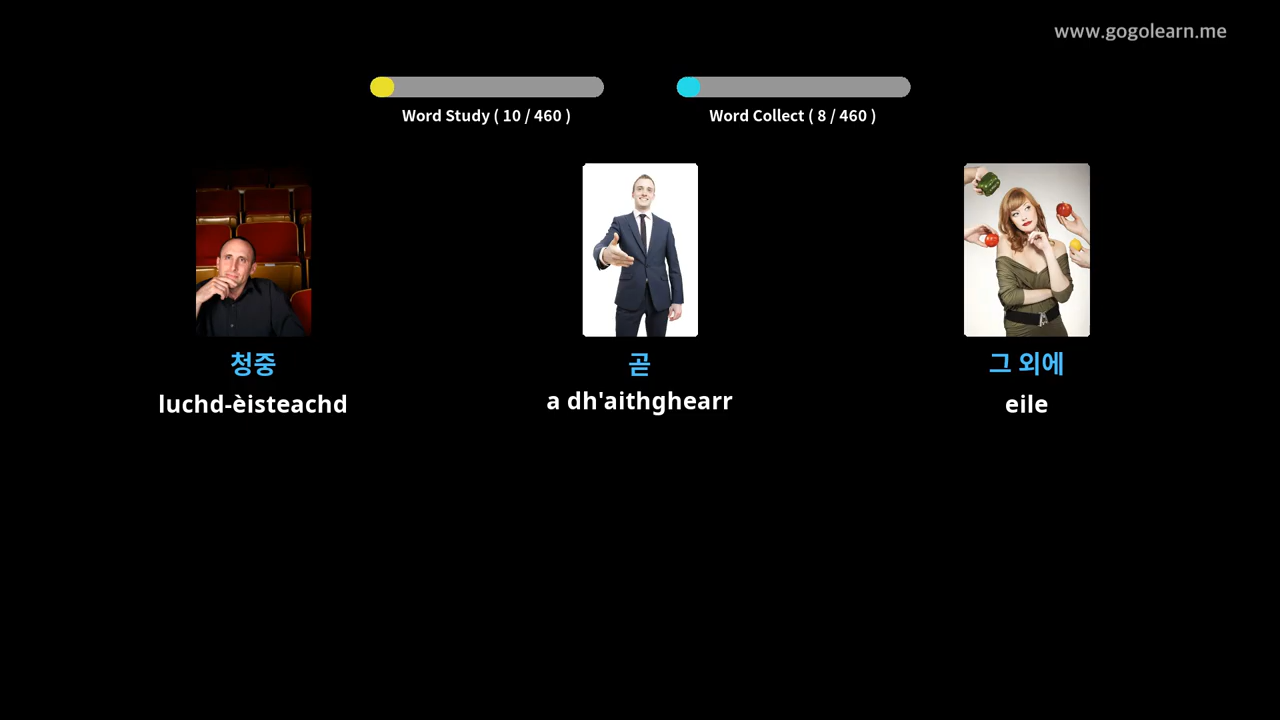 www.gogolearn.me
Word Study ( 10 / 460 )
Word Collect ( 8 / 460 )
청중
곧
그 외에
luchd-èisteachd
a dh'aithghearr
eile